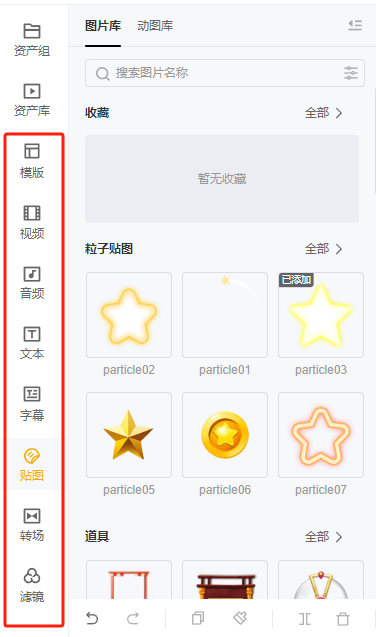 资产组
资产库
模版
视频
音频
文本
字幕
贴图
转场
滤镜
图片库 动图库
搜索图片名称
收藏 全部
暂无收藏
粒子贴图 全部
已添加
particle02 particle01 particle03
particle05 particle06 particle07
道具 全部